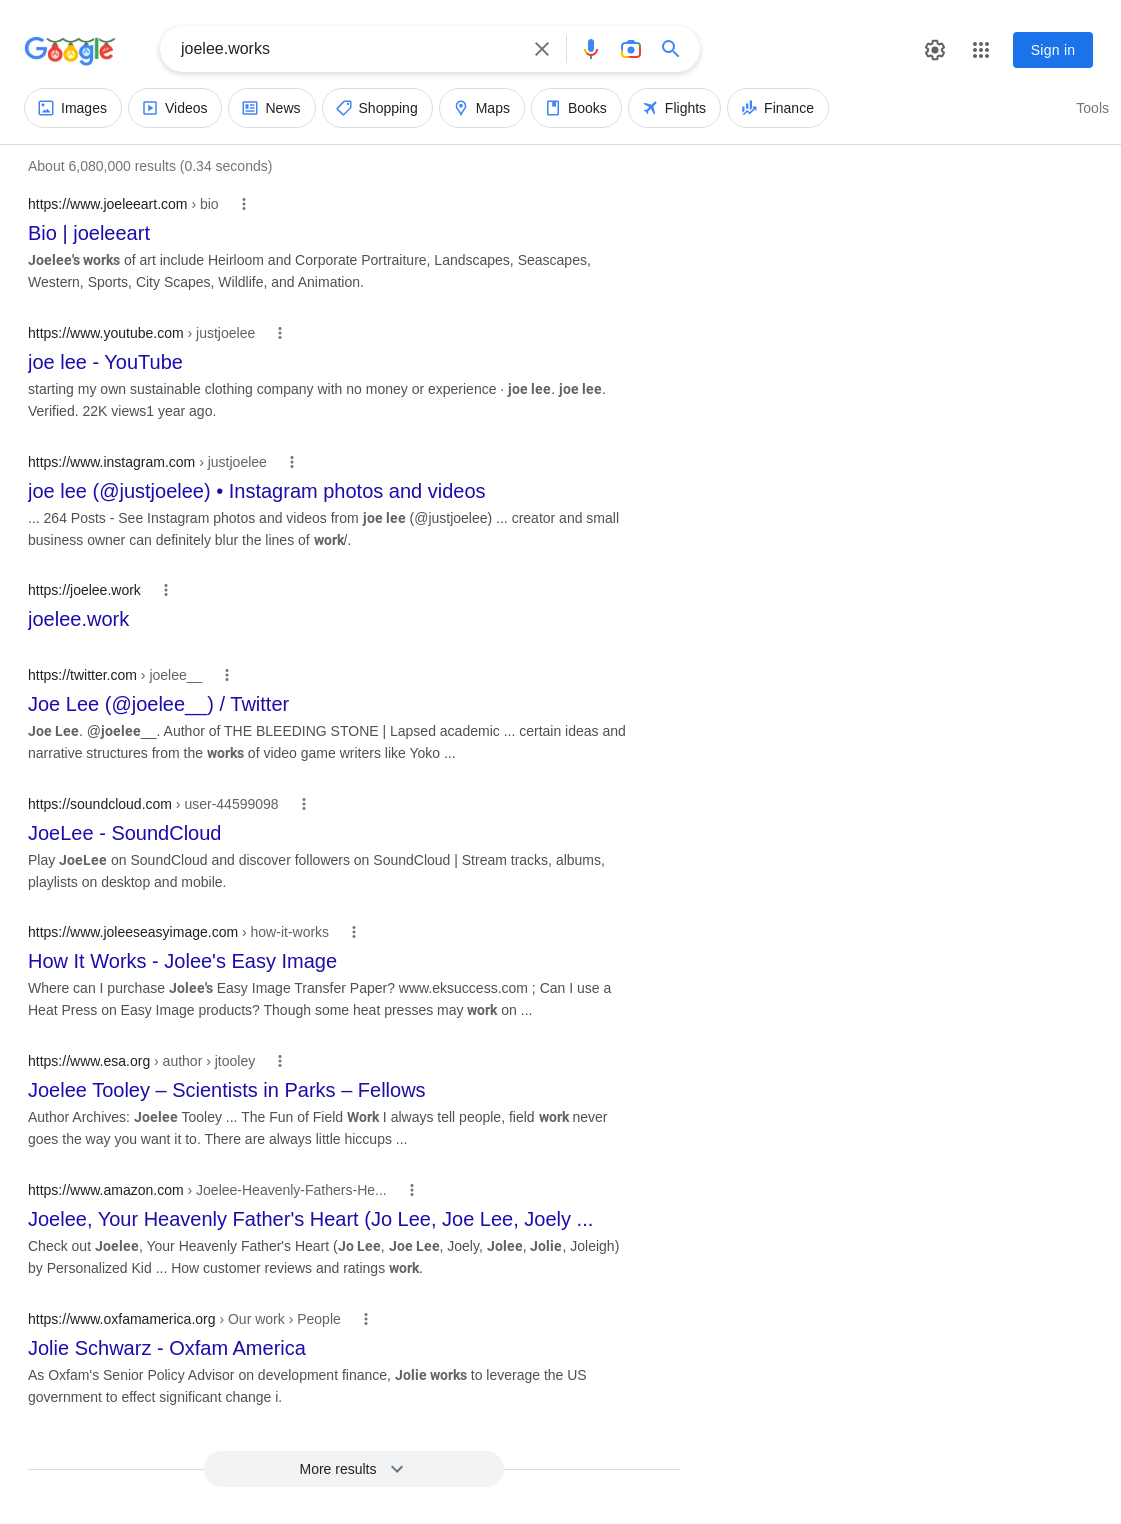 Google
joelee.works
Sign in
Images
Videos
News
Shopping
Maps
Books
Flights
Finance
Tools
About 6,080,000 results (0.34 seconds)
https://www.joeleeart.com › bio
Bio | joeleeart
Joelee's works of art include Heirloom and Corporate Portraiture, Landscapes, Seascapes,
Western, Sports, City Scapes, Wildlife, and Animation.
https://www.youtube.com › justjoelee
joe lee - YouTube
starting my own sustainable clothing company with no money or experience · joe lee. joe lee.
Verified. 22K views1 year ago.
https://www.instagram.com › justjoelee
joe lee (@justjoelee) • Instagram photos and videos
... 264 Posts - See Instagram photos and videos from joe lee (@justjoelee) ... creator and small
business owner can definitely blur the lines of work/.
https://joelee.work
joelee.work
https://twitter.com › joelee__
Joe Lee (@joelee__) / Twitter
Joe Lee. @joelee__. Author of THE BLEEDING STONE | Lapsed academic ... certain ideas and
narrative structures from the works of video game writers like Yoko ...
https://soundcloud.com › user-44599098
JoeLee - SoundCloud
Play JoeLee on SoundCloud and discover followers on SoundCloud | Stream tracks, albums,
playlists on desktop and mobile.
https://www.joleeseasyimage.com › how-it-works
How It Works - Jolee's Easy Image
Where can I purchase Jolee's Easy Image Transfer Paper? www.eksuccess.com ; Can I use a
Heat Press on Easy Image products? Though some heat presses may work on ...
https://www.esa.org › author › jtooley
Joelee Tooley – Scientists in Parks – Fellows
Author Archives: Joelee Tooley ... The Fun of Field Work I always tell people, field work never
goes the way you want it to. There are always little hiccups ...
https://www.amazon.com › Joelee-Heavenly-Fathers-He...
Joelee, Your Heavenly Father's Heart (Jo Lee, Joe Lee, Joely ...
Check out Joelee, Your Heavenly Father's Heart (Jo Lee, Joe Lee, Joely, Jolee, Jolie, Joleigh)
by Personalized Kid ... How customer reviews and ratings work.
https://www.oxfamamerica.org › Our work › People
Jolie Schwarz - Oxfam America
As Oxfam's Senior Policy Advisor on development finance, Jolie works to leverage the US
government to effect significant change i.
More results